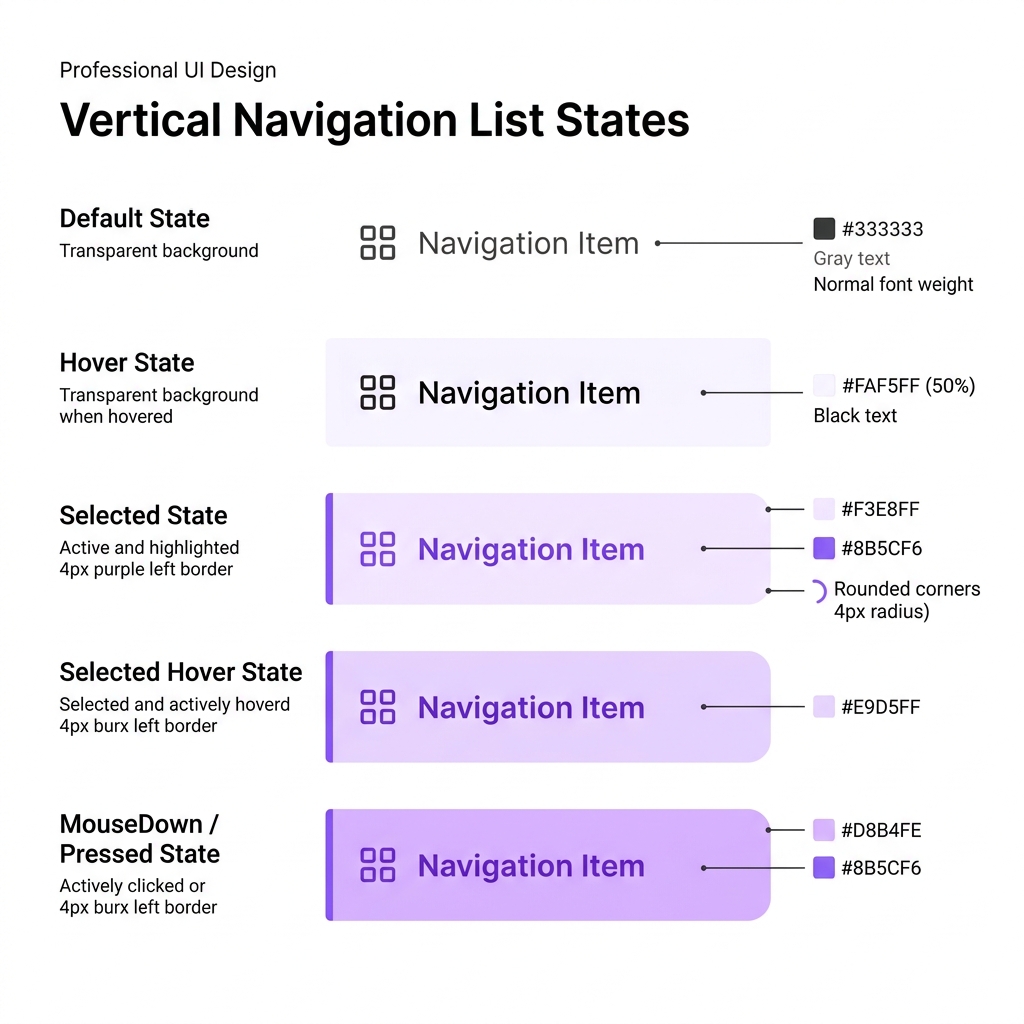 Professional UI Design
Vertical Navigation List States
Default State
Transparent background
Navigation Item
#333333
Gray text
Normal font weight
Hover State
Transparent background
when hovered
Navigation Item
#FAF5FF (50%)
Black text
Selected State
Active and highlighted
4px purple left border
Navigation Item
#F3E8FF
#8B5CF6
Rounded corners
4px radius)
Selected Hover State
Selected and actively hoverd
4px burx left border
Navigation Item
#E9D5FF
MouseDown /
Pressed State
Actively clicked or
4px burx left border
Navigation Item
#D8B4FE
#8B5CF6